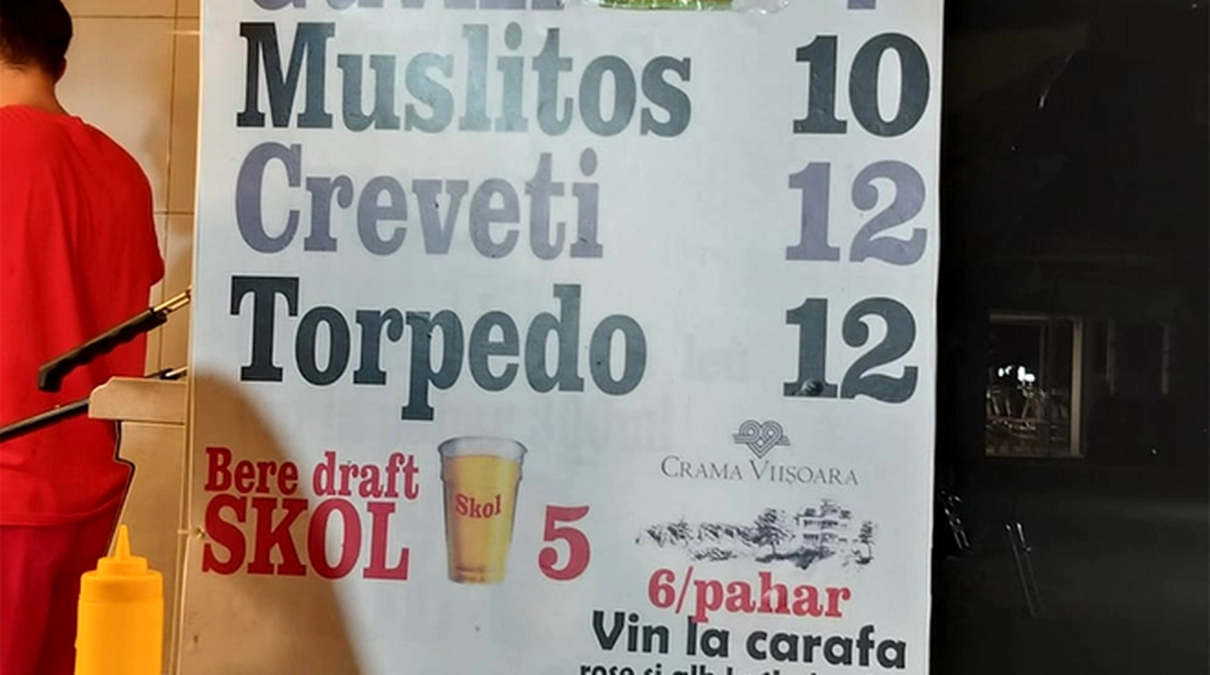 Muslitos 10
Creveti 12
Torpedo 12
CRAMA VIIȘOARA
Bere draft
SKOL
Skol
5
6/pahar
Vin la carafa